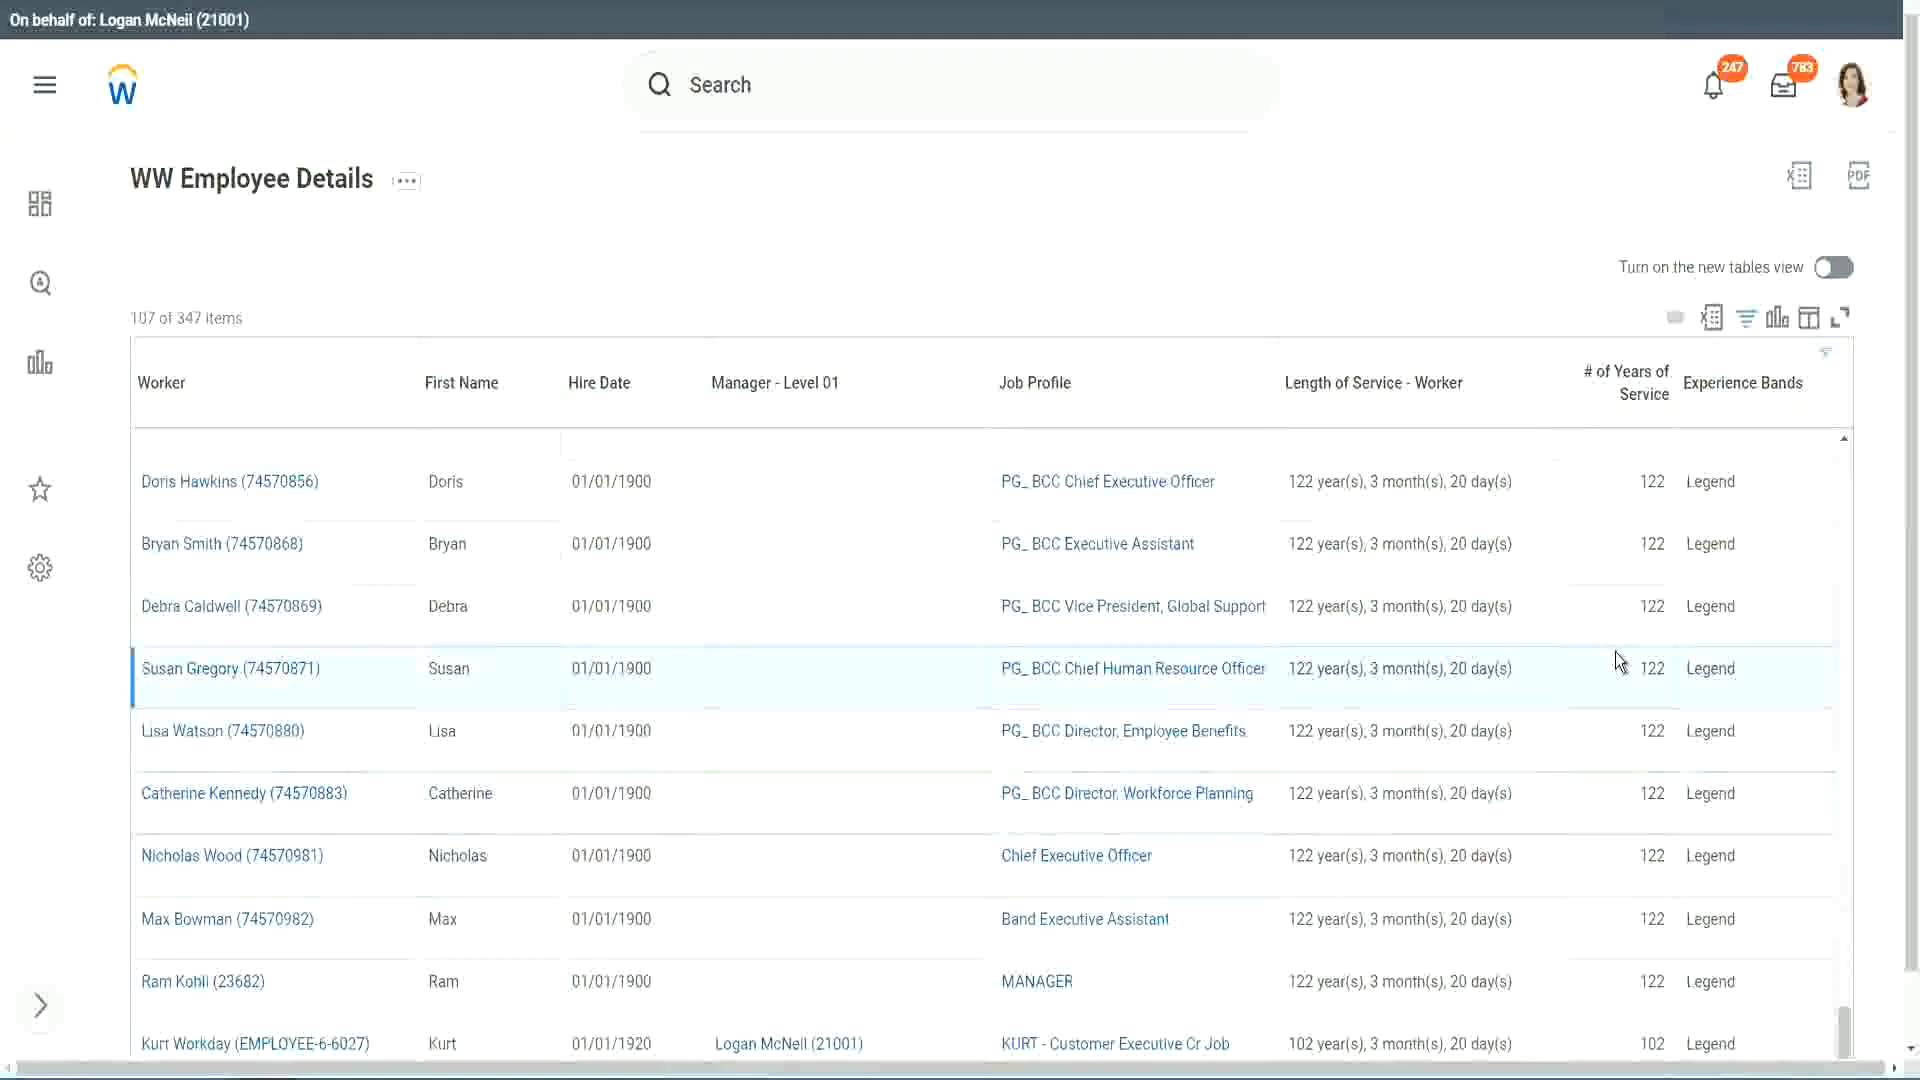 On behalf of: Logan McNeil (21001)
W
Search
247
783
WW Employee Details
PDF
Turn on the new tables view
107 of 347 items
Worker First Name Hire Date Manager - Level 01 Job Profile Length of Service - Worker # of Years of Service Experience Bands
Doris Hawkins (74570856) Doris 01/01/1900 PG_ BCC Chief Executive Officer 122 year(s), 3 month(s), 20 day(s) 122 Legend
Bryan Smith (74570868) Bryan 01/01/1900 PG_ BCC Executive Assistant 122 year(s), 3 month(s), 20 day(s) 122 Legend
Debra Caldwell (74570869) Debra 01/01/1900 PG_ BCC Vice President, Global Support 122 year(s), 3 month(s), 20 day(s) 122 Legend
Susan Gregory (74570871) Susan 01/01/1900 PG_ BCC Chief Human Resource Officer 122 year(s), 3 month(s), 20 day(s) 122 Legend
Lisa Watson (74570880) Lisa 01/01/1900 PG_ BCC Director, Employee Benefits 122 year(s), 3 month(s), 20 day(s) 122 Legend
Catherine Kennedy (74570883) Catherine 01/01/1900 PG_ BCC Director, Workforce Planning 122 year(s), 3 month(s), 20 day(s) 122 Legend
Nicholas Wood (74570981) Nicholas 01/01/1900 Chief Executive Officer 122 year(s), 3 month(s), 20 day(s) 122 Legend
Max Bowman (74570982) Max 01/01/1900 Band Executive Assistant 122 year(s), 3 month(s), 20 day(s) 122 Legend
Ram Kohli (23682) Ram 01/01/1900 MANAGER 122 year(s), 3 month(s), 20 day(s) 122 Legend
Kurt Workday (EMPLOYEE-6-6027) Kurt 01/01/1920 Logan McNeil (21001) KURT - Customer Executive Cr Job 102 year(s), 3 month(s), 20 day(s) 102 Legend